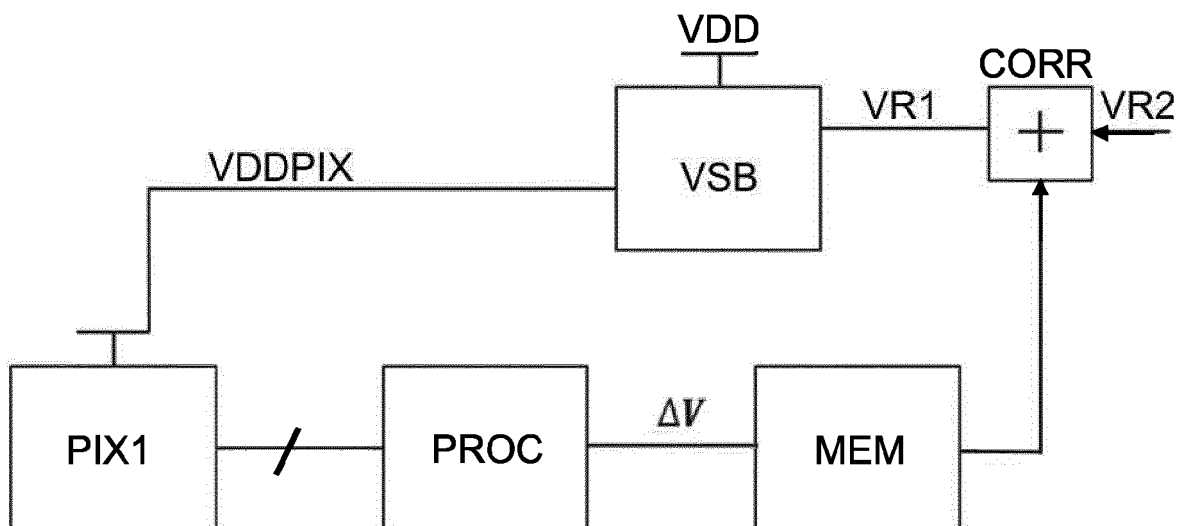 VDD
CORR
VR1
+
VR2
VDDPIX
VSB
ΔV
PIX1
PROC
MEM